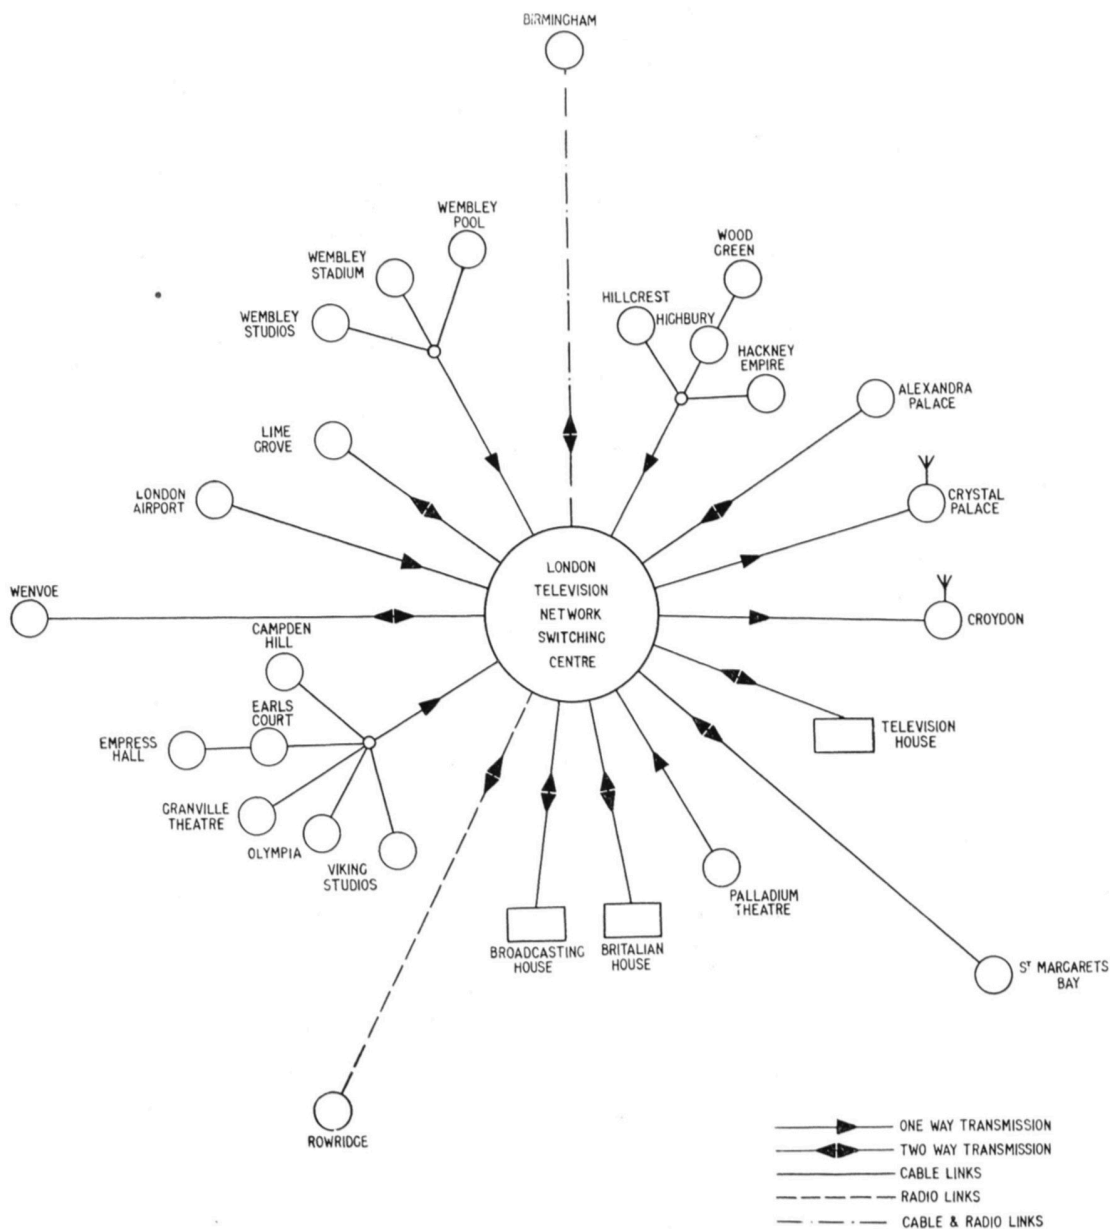 BIRMINGHAM
WEMBLEY
POOL
WEMBLEY
STADIUM
WEMBLEY
STUDIOS
WOOD
GREEN
HILLCREST
HIGHBURY
HACKNEY
EMPIRE
ALEXANDRA
PALACE
LIME
GROVE
LONDON
AIRPORT
CRYSTAL
PALACE
WENVOE
LONDON
TELEVISION
NETWORK
SWITCHING
CENTRE
CROYDON
CAMPDEN
HILL
EARLS
COURT
EMPRESS
HALL
GRANVILLE
THEATRE
OLYMPIA
VIKING
STUDIOS
TELEVISION
HOUSE
PALLADIUM
THEATRE
BROADCASTING
HOUSE
BRITALIAN
HOUSE
ST MARGARETS
BAY
ROWRIDGE
ONE WAY TRANSMISSION
TWO WAY TRANSMISSION
CABLE LINKS
RADIO LINKS
CABLE & RADIO LINKS